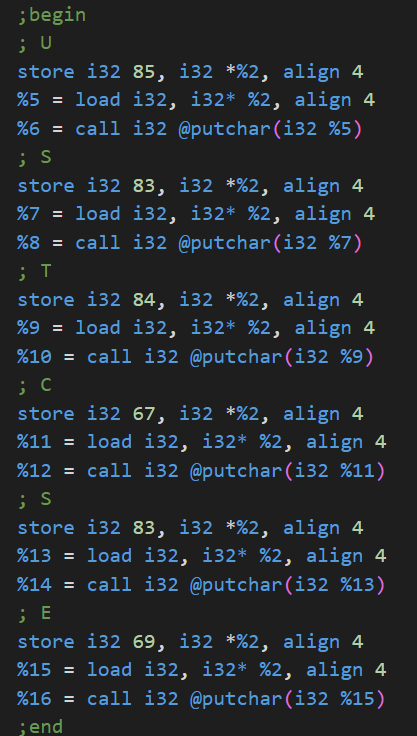 ;begin
; U
store i32 85, i32 *%2, align 4
%5 = load i32, i32* %2, align 4
%6 = call i32 @putchar(i32 %5)
; S
store i32 83, i32 *%2, align 4
%7 = load i32, i32* %2, align 4
%8 = call i32 @putchar(i32 %7)
; T
store i32 84, i32 *%2, align 4
%9 = load i32, i32* %2, align 4
%10 = call i32 @putchar(i32 %9)
; C
store i32 67, i32 *%2, align 4
%11 = load i32, i32* %2, align 4
%12 = call i32 @putchar(i32 %11)
; S
store i32 83, i32 *%2, align 4
%13 = load i32, i32* %2, align 4
%14 = call i32 @putchar(i32 %13)
; E
store i32 69, i32 *%2, align 4
%15 = load i32, i32* %2, align 4
%16 = call i32 @putchar(i32 %15)
;end